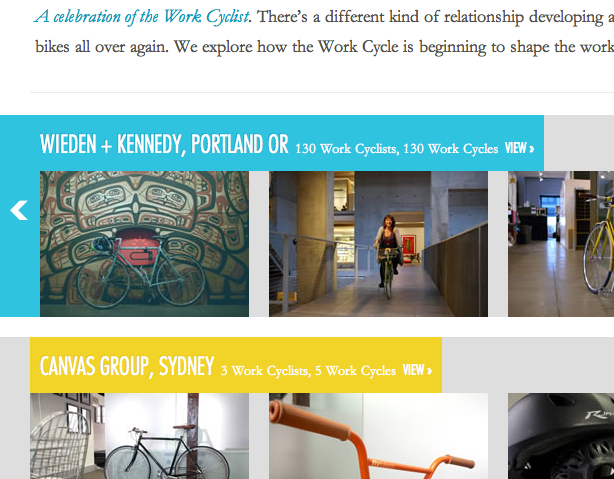 A celebration of the Work Cyclist. There's a different kind of relationship developing a
bikes all over again. We explore how the Work Cycle is beginning to shape the work
WIEDEN + KENNEDY, PORTLAND OR 130 Work Cyclists, 130 Work Cycles VIEW »
CANVAS GROUP, SYDNEY 3 Work Cyclists, 5 Work Cycles VIEW »